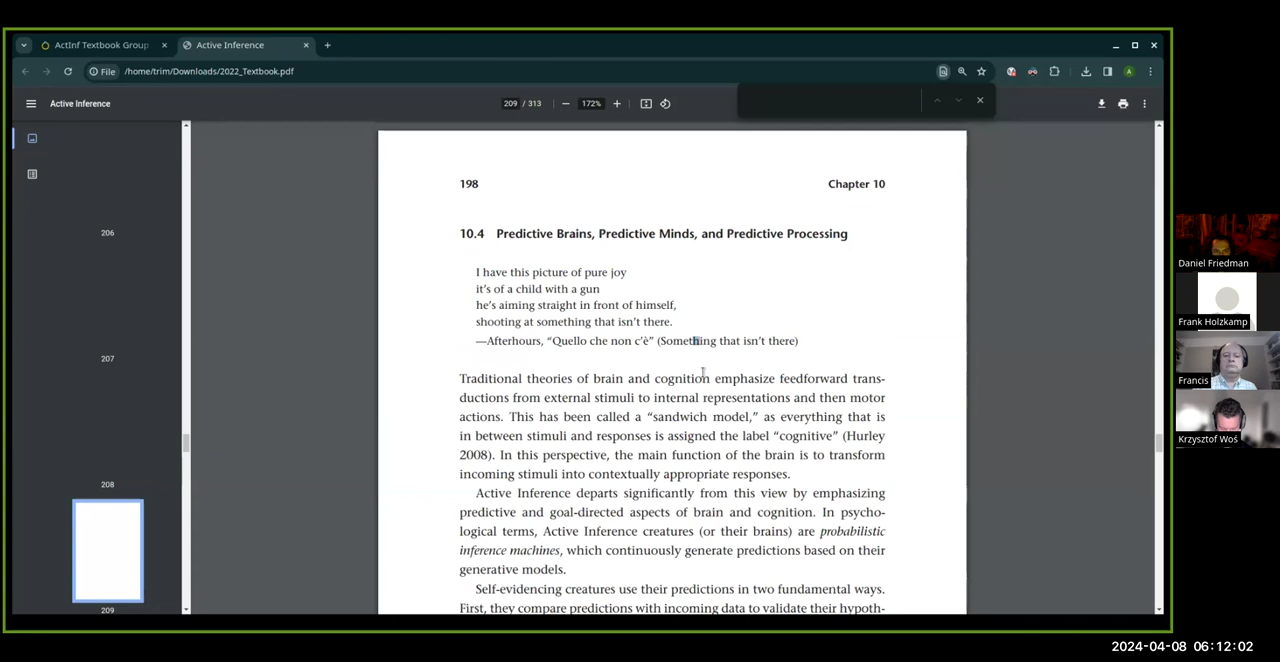 ActInf Textbook Group
Active Inference
File
/home/trim/Downloads/2022_Textbook.pdf
Active Inference
209 / 313
172%
206
207
208
209
198
Chapter 10
10.4 Predictive Brains, Predictive Minds, and Predictive Processing
I have this picture of pure joy
it's of a child with a gun
he's aiming straight in front of himself,
shooting at something that isn't there.
—Afterhours, “Quello che non c'è” (Something that isn't there)
Traditional theories of brain and cognition emphasize feedforward trans-
ductions from external stimuli to internal representations and then motor
actions. This has been called a “sandwich model,” as everything that is
in between stimuli and responses is assigned the label “cognitive” (Hurley
2008). In this perspective, the main function of the brain is to transform
incoming stimuli into contextually appropriate responses.
Active Inference departs significantly from this view by emphasizing
predictive and goal-directed aspects of brain and cognition. In psycho-
logical terms, Active Inference creatures (or their brains) are probabilistic
inference machines, which continuously generate predictions based on their
generative models.
Self-evidencing creatures use their predictions in two fundamental ways.
First, they compare predictions with incoming data to validate their hypoth-
Daniel Friedman
Frank Holzkamp
Francis
Krzysztof Woś
2024-04-08 06:12:02